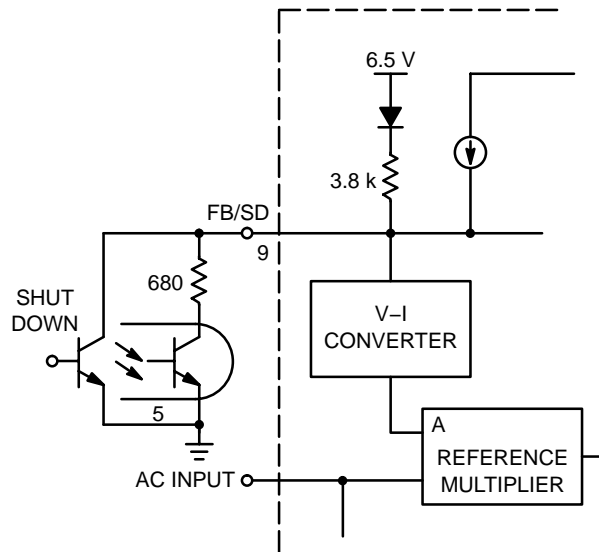 6.5 V
3.8 k
FB/SD
9
680
SHUT
DOWN
V–I
CONVERTER
5
A
REFERENCE
MULTIPLIER
AC INPUT